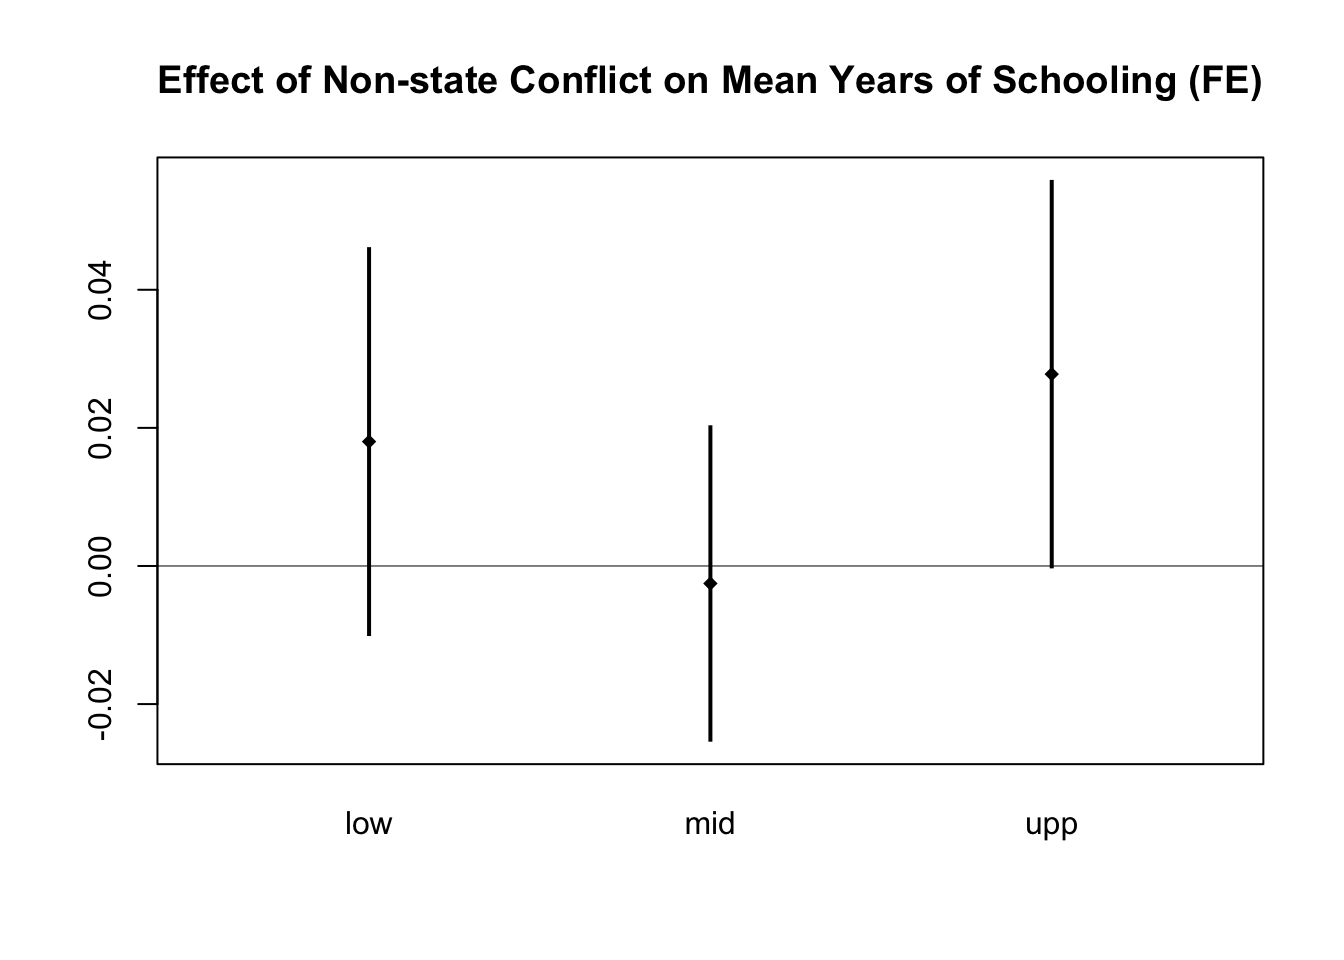 Effect of Non-state Conflict on Mean Years of Schooling (FE)
0.04
0.02
0.00
-0.02
low mid upp